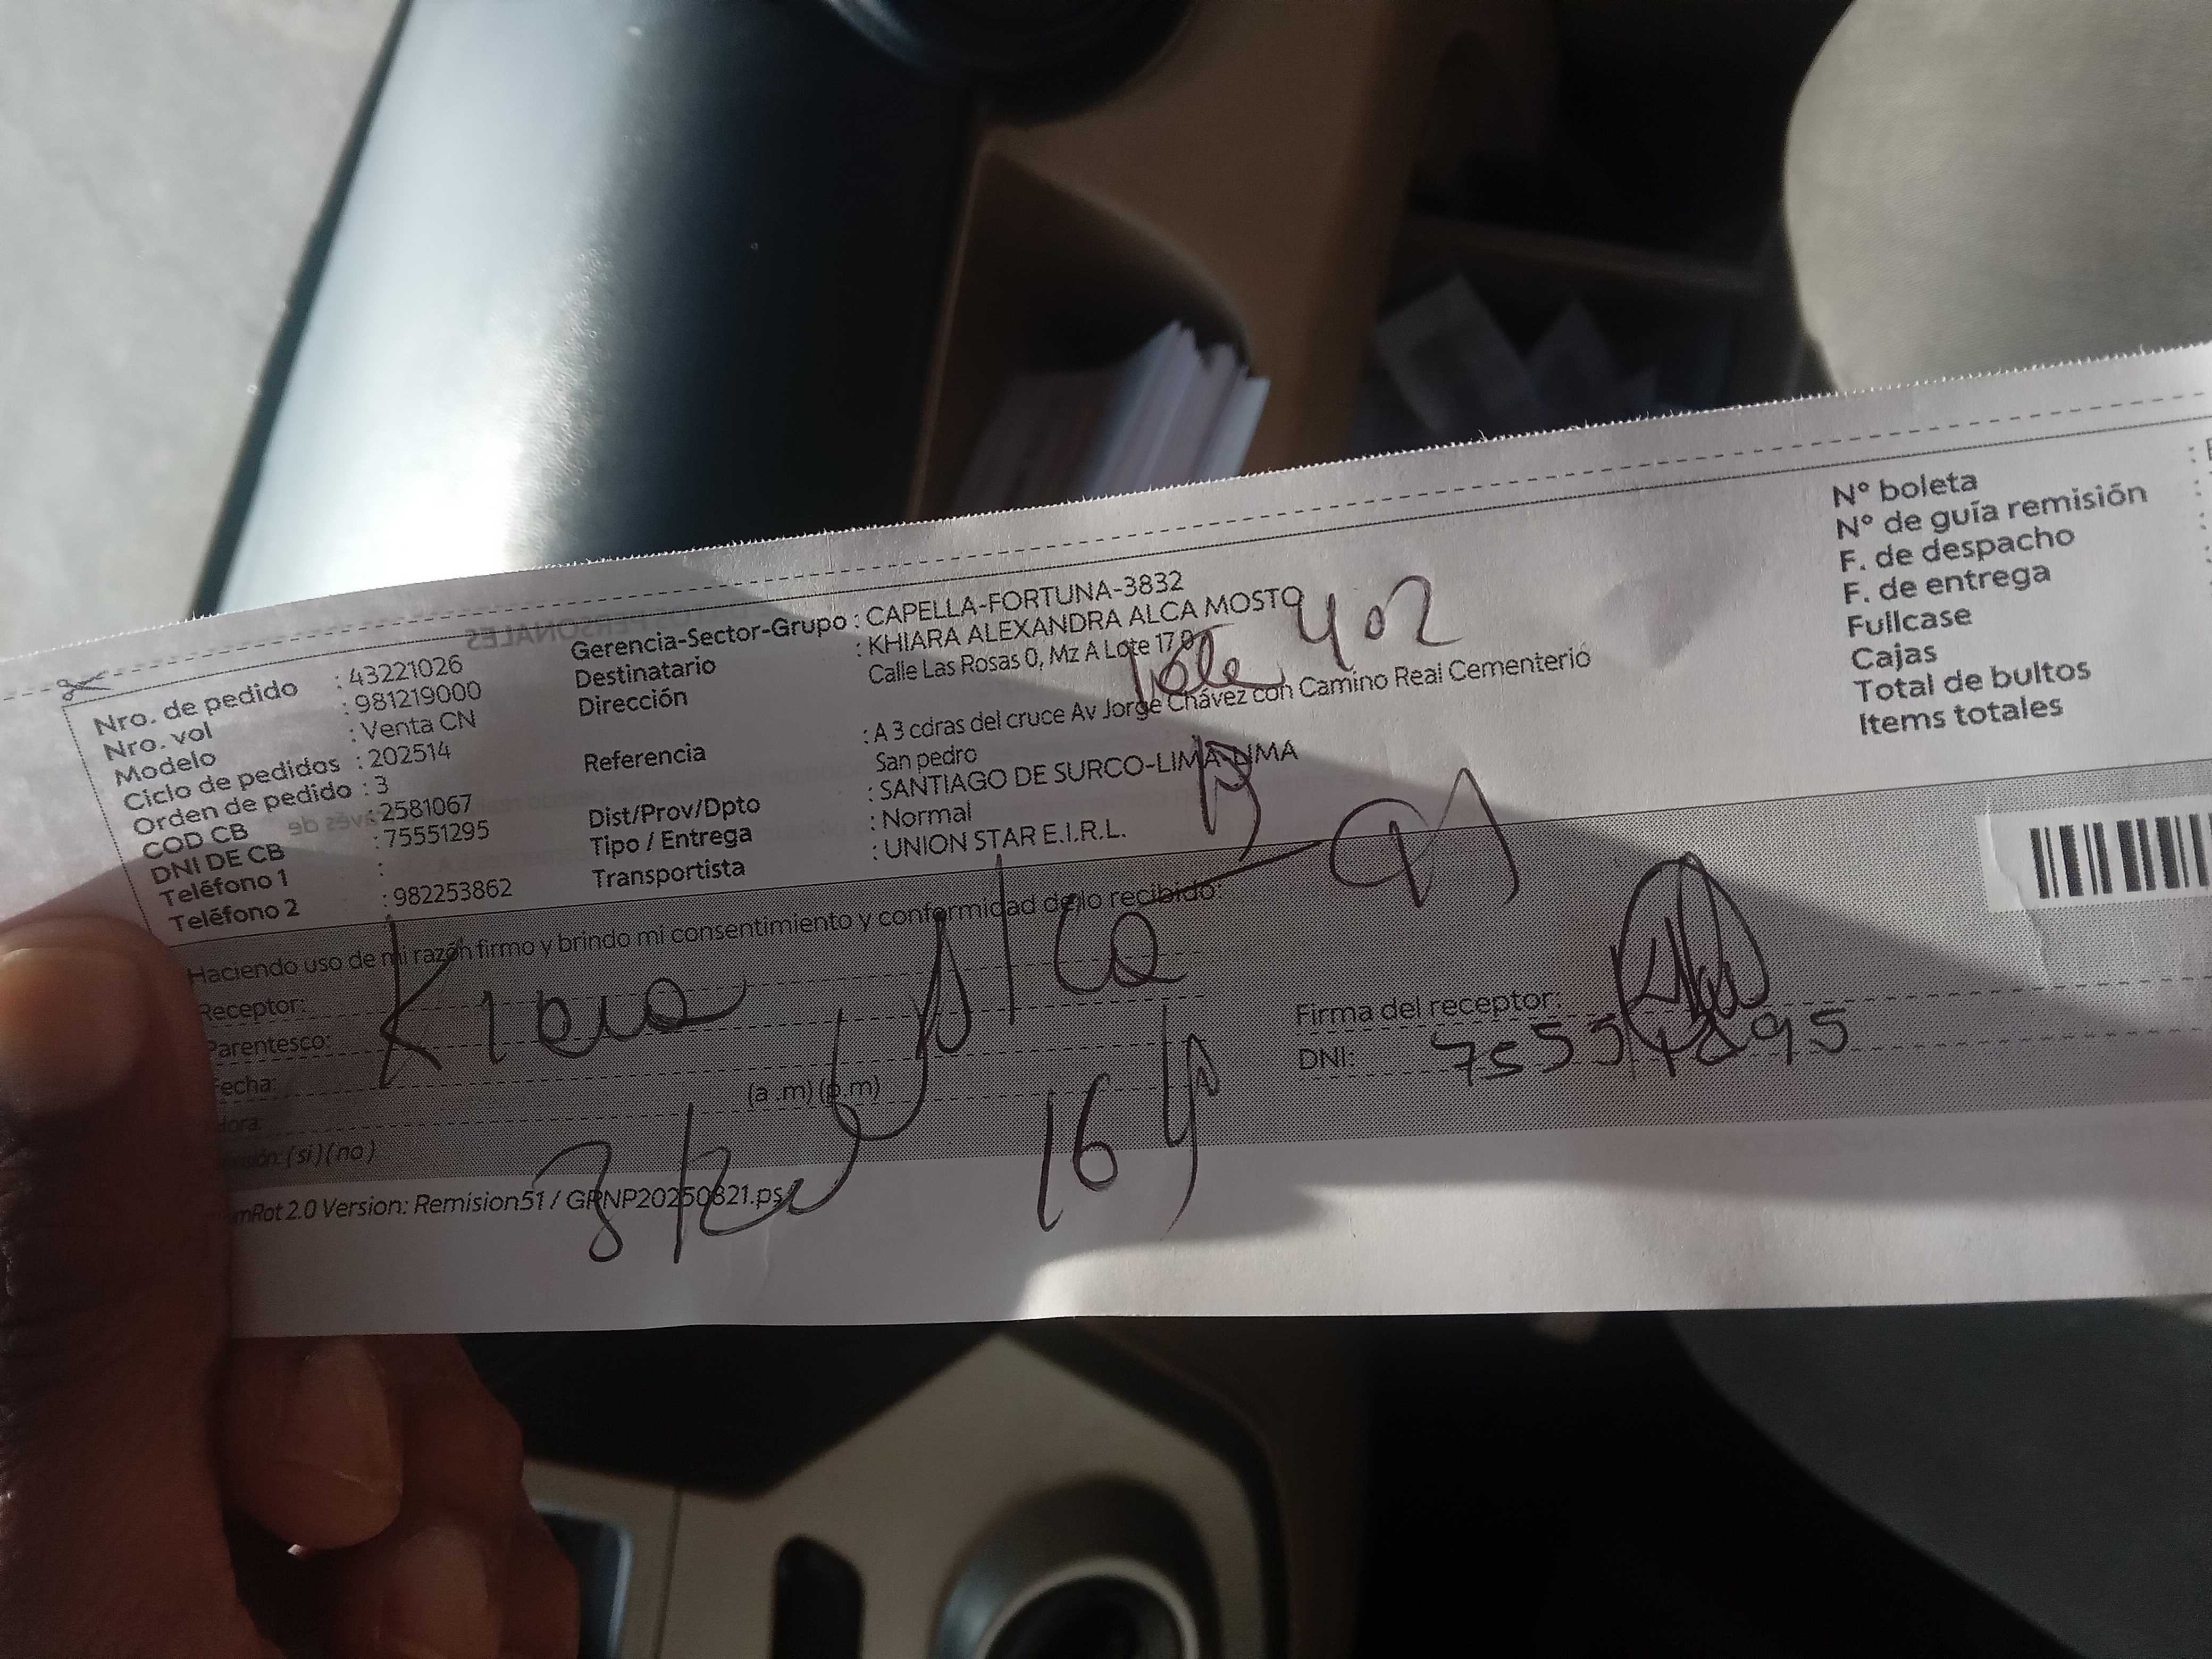 Nro. de pedido : 43221026
Nro. vol : 981219000
Modelo : Venta CN
Ciclo de pedidos : 202514
Orden de pedido : 3
COD CB : 2581067
DNI DE CB : 75551295
Teléfono 1 :
Teléfono 2 : 982253862
Gerencia-Sector-Grupo : CAPELLA-FORTUNA-3832
Destinatario : KHIARA ALEXANDRA ALCA MOSTO
Dirección Calle Las Rosas 0, Mz A Lote 17,0
402
Referencia : A 3 cdras del cruce Av Jorge Chávez con Camino Real Cementerio
San pedro
Dist/Prov/Dpto : SANTIAGO DE SURCO-LIMA-LIMA
Tipo / Entrega : Normal
Transportista : UNION STAR E.I.R.L.
N° boleta
N° de guía remisión
F. de despacho
F. de entrega
Fullcase
Cajas
Total de bultos
Items totales
Haciendo uso de mi razón firmo y brindo mi consentimiento y conformidad de lo recibido:
Receptor:
Parentesco:
Fecha:
Hora: (a .m) (p.m)
(si) (no)
Alca
16
Firma del receptor:
DNI: 75551295
2.0 Version: Remision51 / GRNP20250821.ps